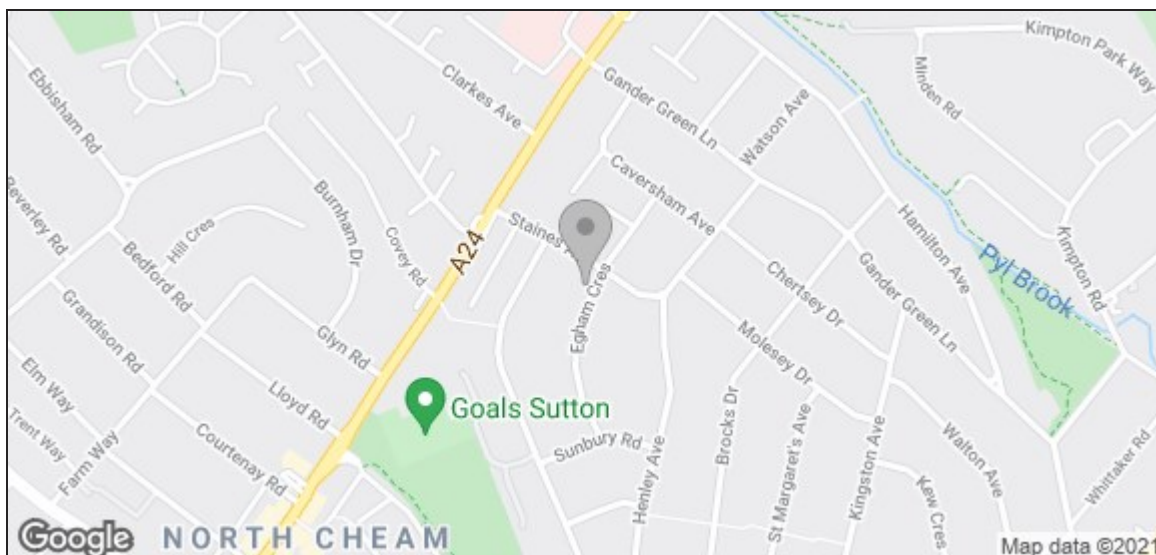 Kimpton Park Way
Minden Rd
Ebbisham Rd
Clarkes Ave
Gander Green Ln
Watson Ave
Beverley Rd
Hill Cres
Burnham Dr
Covey Rd
Caversham Ave
Hamilton Ave
Kimpton Rd
Pyl Brook
Bedford Rd
A24
Staines
Egham Cres
Chertsey Dr
Gander Green Ln
Grandison Rd
Glyn Rd
Molesey Dr
Elm Way
Lloyd Rd
Goals Sutton
Trent Way
Farm Way
Courtenay Rd
Sunbury Rd
Henley Ave
Brocks Dr
St Margaret's Ave
Kingston Ave
Walton Ave
Kew Cres
Whittaker Rd
NORTH CHEAM
Google
Map data ©2021